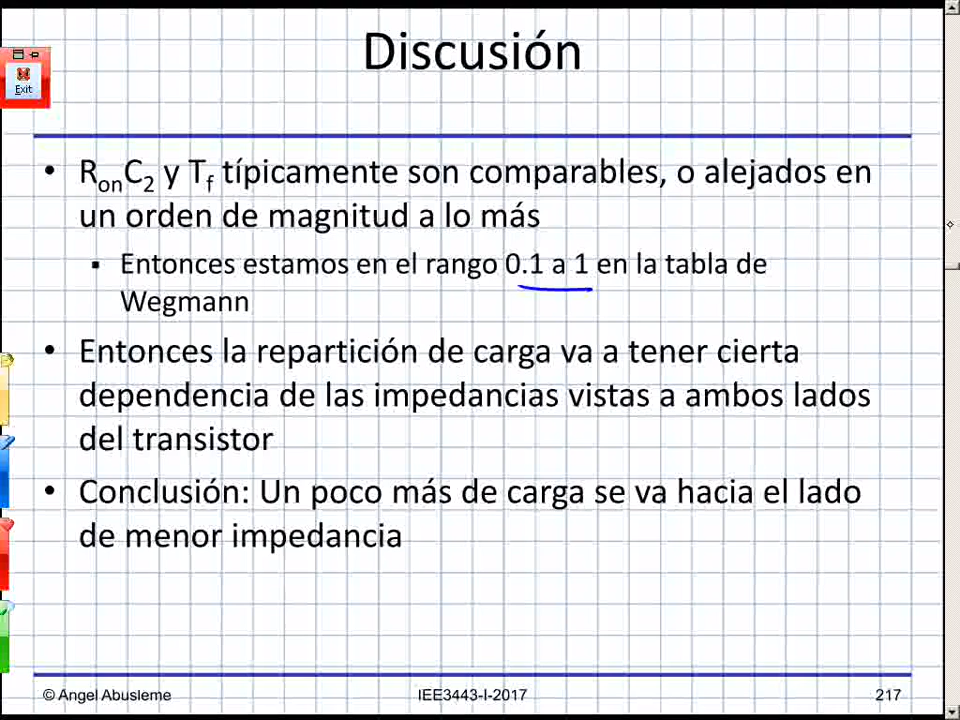 Discusión
Exit
• R_onC_2 y T_f típicamente son comparables, o alejados en
un orden de magnitud a lo más
▪ Entonces estamos en el rango 0.1 a 1 en la tabla de
Wegmann
• Entonces la repartición de carga va a tener cierta
dependencia de las impedancias vistas a ambos lados
del transistor
• Conclusión: Un poco más de carga se va hacia el lado
de menor impedancia
© Angel Abusleme
IEE3443-I-2017
217